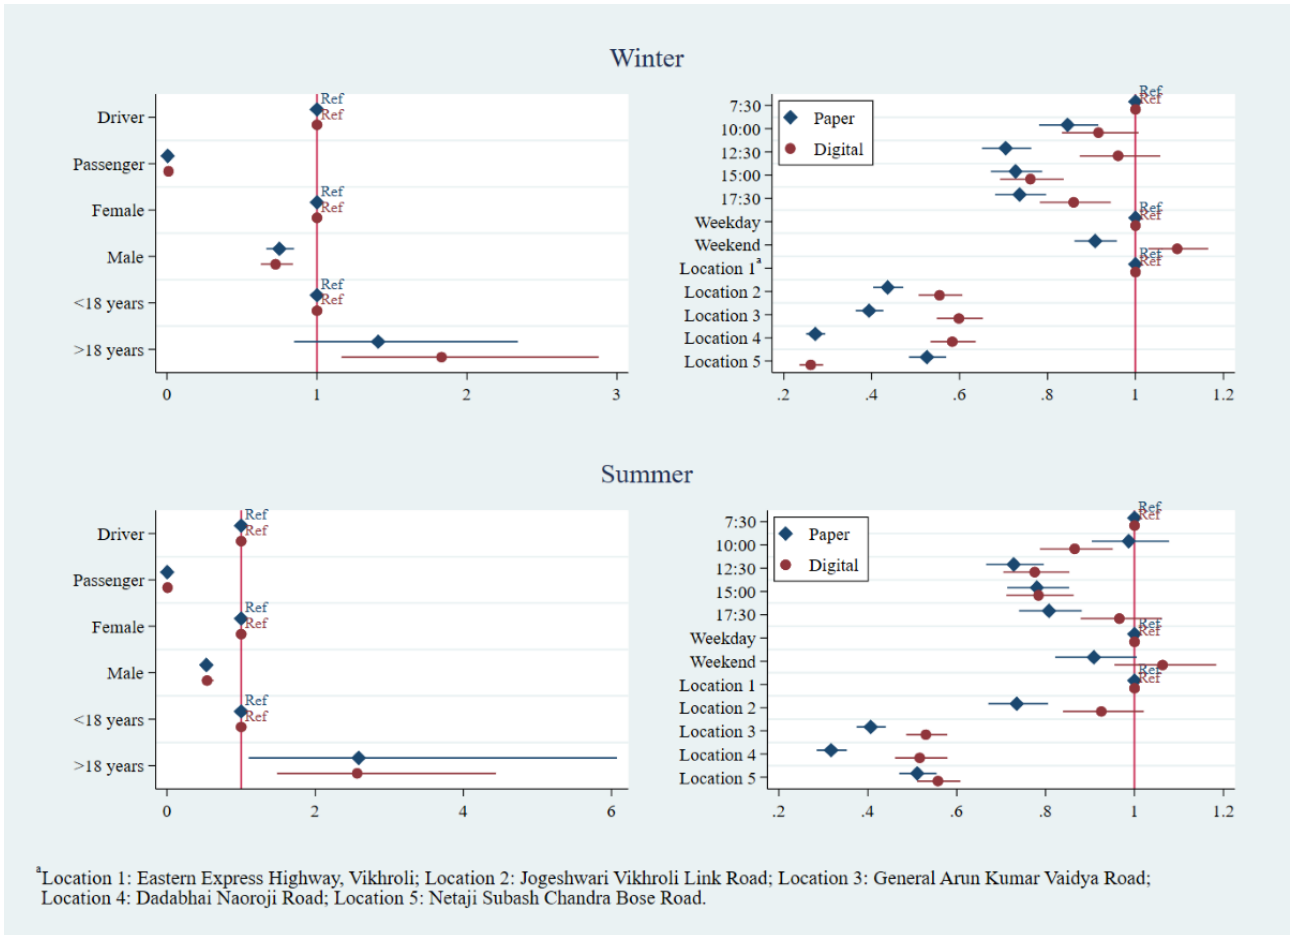 Winter
Ref
Ref
Driver
Passenger
Ref
Ref
Female
Male
Ref
Ref
<18 years
>18 years
0 1 2 3
Paper
Digital
Ref
Ref
7:30
10:00
12:30
15:00
17:30
Ref
Ref
Weekday
Weekend
Ref
Ref
Location 1ᵃ
Location 2
Location 3
Location 4
Location 5
.2 .4 .6 .8 1 1.2
Summer
Ref
Ref
Driver
Passenger
Ref
Ref
Female
Male
Ref
Ref
<18 years
>18 years
0 2 4 6
Paper
Digital
Ref
Ref
7:30
10:00
12:30
15:00
17:30
Ref
Ref
Weekday
Weekend
Ref
Ref
Location 1
Location 2
Location 3
Location 4
Location 5
.2 .4 .6 .8 1 1.2
ᵃLocation 1: Eastern Express Highway, Vikhroli; Location 2: Jogeshwari Vikhroli Link Road; Location 3: General Arun Kumar Vaidya Road;
Location 4: Dadabhai Naoroji Road; Location 5: Netaji Subash Chandra Bose Road.